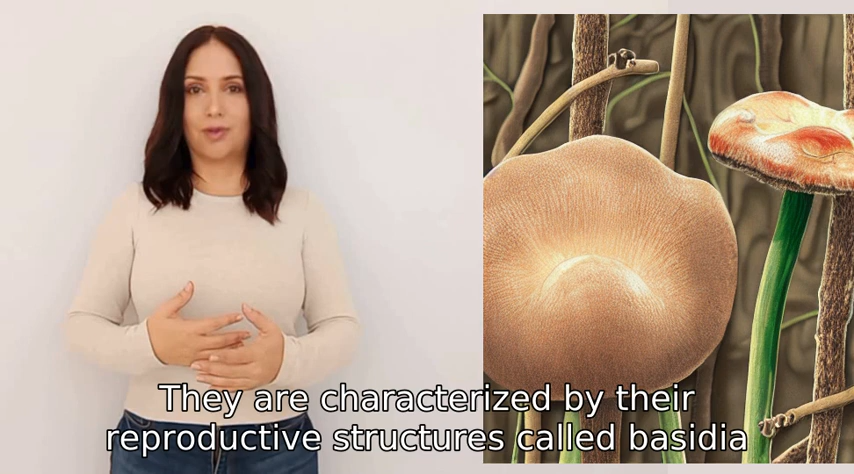 They are characterized by their
reproductive structures called basidia